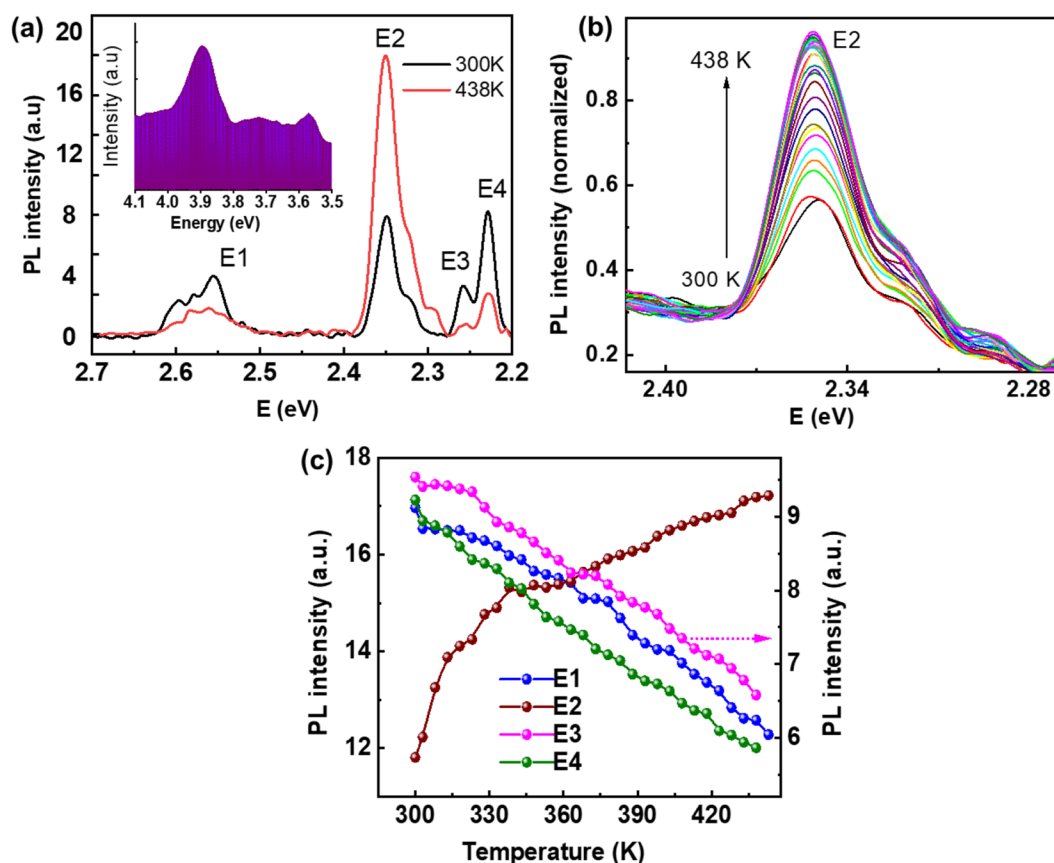 (a)
20
16
12
8
4
0
PL intensity (a.u)
Intensity (a.u
4.1 4.0 3.9 3.8 3.7 3.6 3.5
Energy (eV)
E1
E2
E3
E4
300K
438K
2.7 2.6 2.5 2.4 2.3 2.2
E (eV)
(b)
E2
438 K
300 K
0.8
0.6
0.4
0.2
PL intensity (normalized)
2.40 2.34 2.28
E (eV)
(c)
18
16
14
12
PL intensity (a.u.)
9
8
7
6
PL intensity (a.u.)
E1
E2
E3
E4
300 330 360 390 420
Temperature (K)